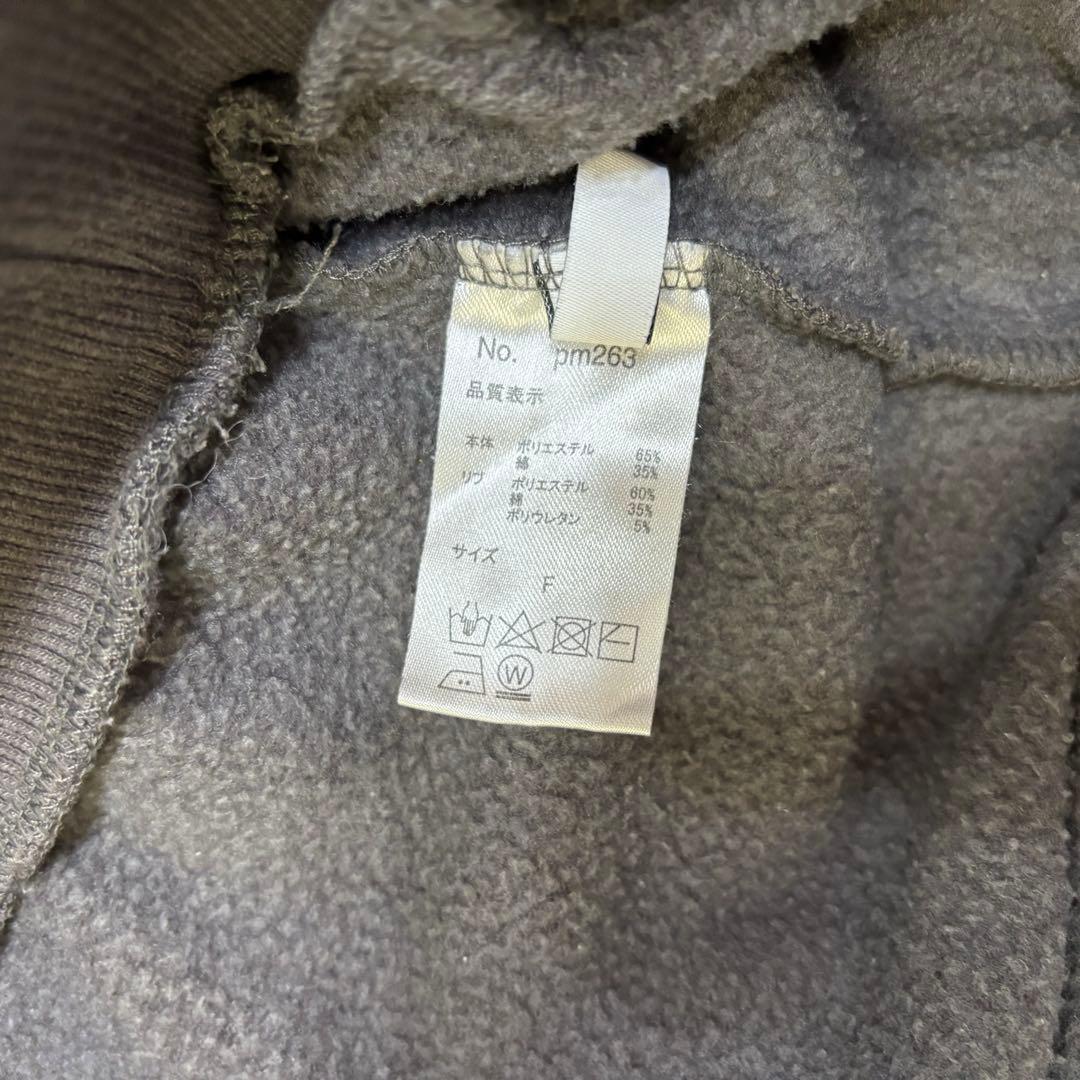 No. pm263
品質表示
本体 ポリエステル 65%
綿 35%
リブ ポリエステル 60%
綿 35%
ポリウレタン 5%
サイズ
F
W